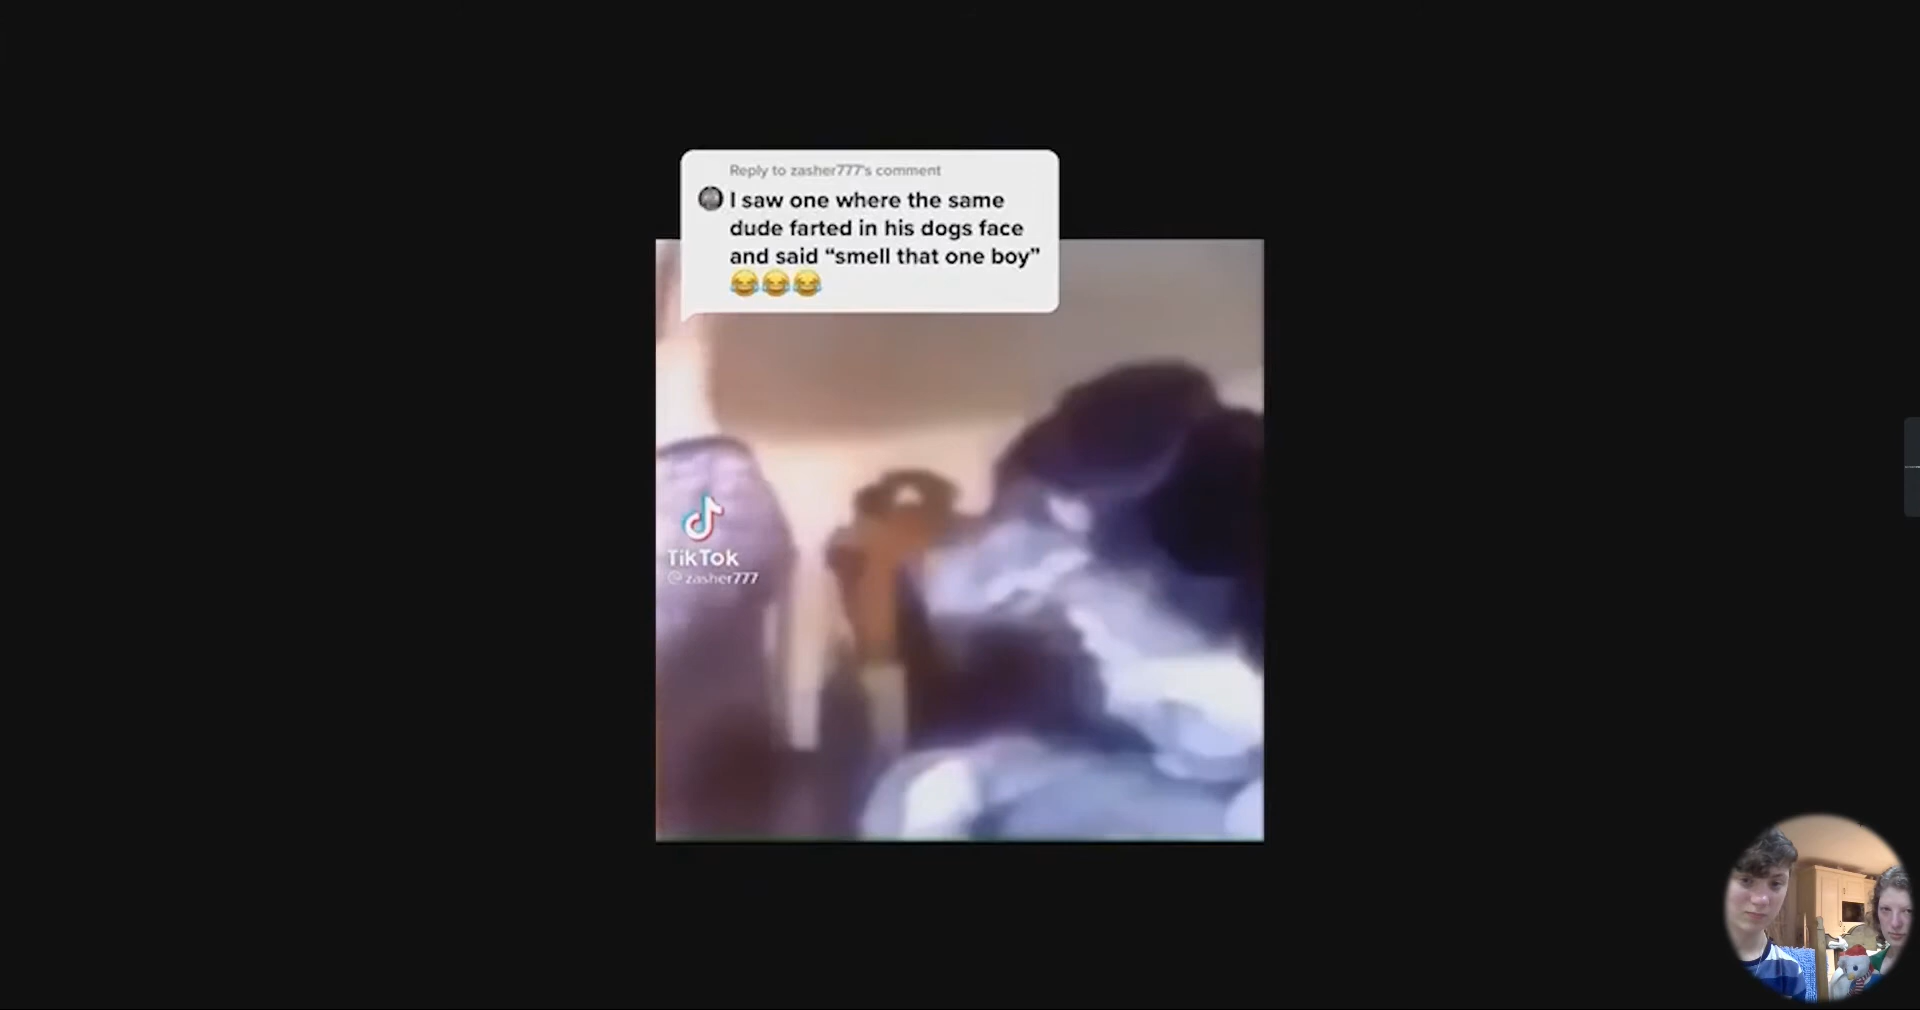 Reply to zasher777's comment
I saw one where the same
dude farted in his dogs face
and said “smell that one boy”
😂😂😂
TikTok
@zasher777